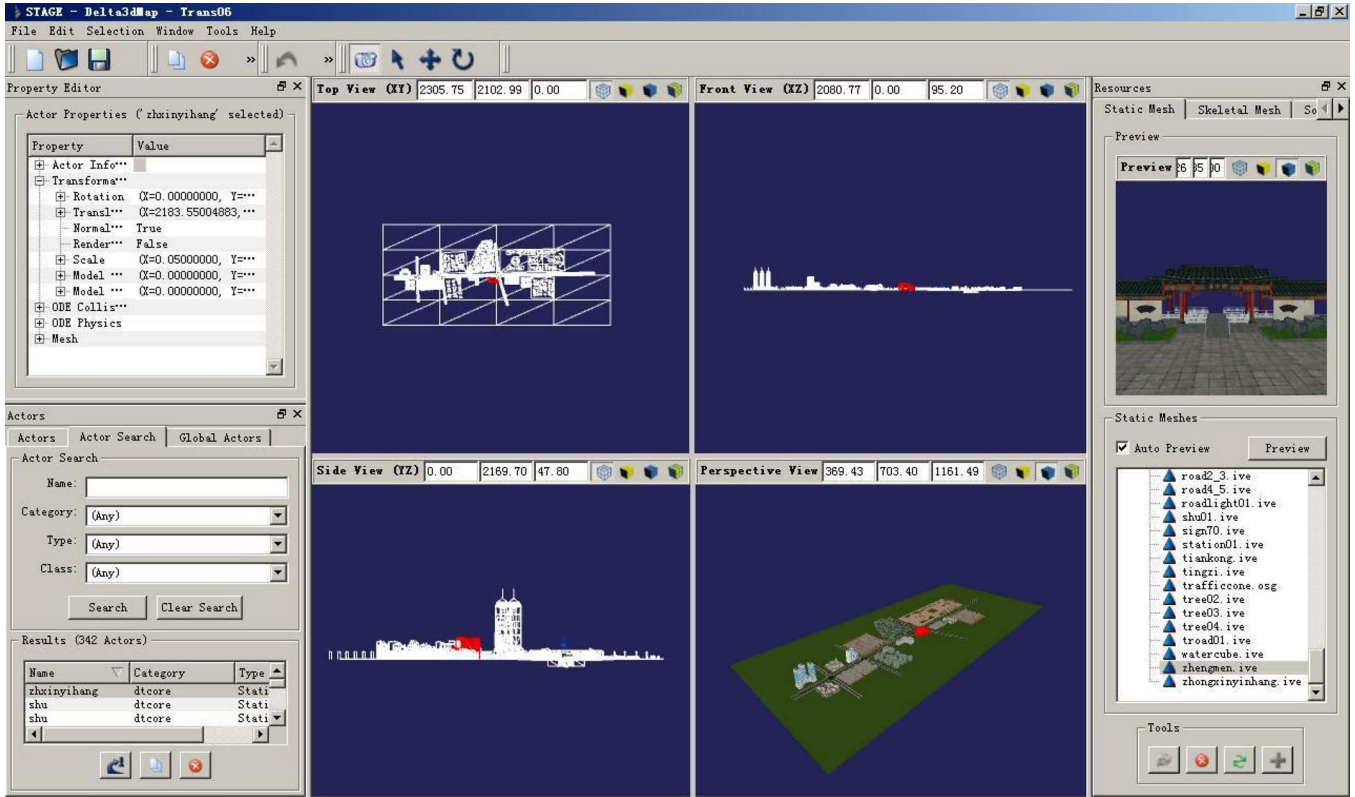 STAGE - Delta3dMap - Trans06
File Edit Selection Window Tools Help
»
»
Property Editor
Actor Properties ('zhxinyihang' selected)
Property Value
Actor Info…
Transforma…
Rotation (X=0.00000000, Y=…
Transl… (X=2183.55004883, …
Normal… True
Render… False
Scale (X=0.05000000, Y=…
Model … (X=0.00000000, Y=…
Model … (X=0.00000000, Y=…
ODE Collis…
ODE Physics
Mesh
Actors
Actors Actor Search Global Actors
Actor Search
Name:
Category: (Any)
Type: (Any)
Class: (Any)
Search Clear Search
Results (342 Actors)
Name Category Type
zhxinyihang dtcore Stati
shu dtcore Stati
shu dtcore Stati
Top View (XY) 2305.75 2102.99 0.00
Front View (XZ) 2080.77 0.00 95.20
Side View (YZ) 0.00 2169.70 47.80
Perspective View 369.43 703.40 1161.49
Resources
Static Mesh Skeletal Mesh So
Preview
Preview
Static Meshes
Auto Preview Preview
road2_3.ive
road4_5.ive
roadlight01.ive
shu01.ive
sign70.ive
station01.ive
tiankong.ive
tingzi.ive
trafficcone.osg
tree02.ive
tree03.ive
tree04.ive
troad01.ive
watercube.ive
zhengmen.ive
zhongxinyinhang.ive
Tools